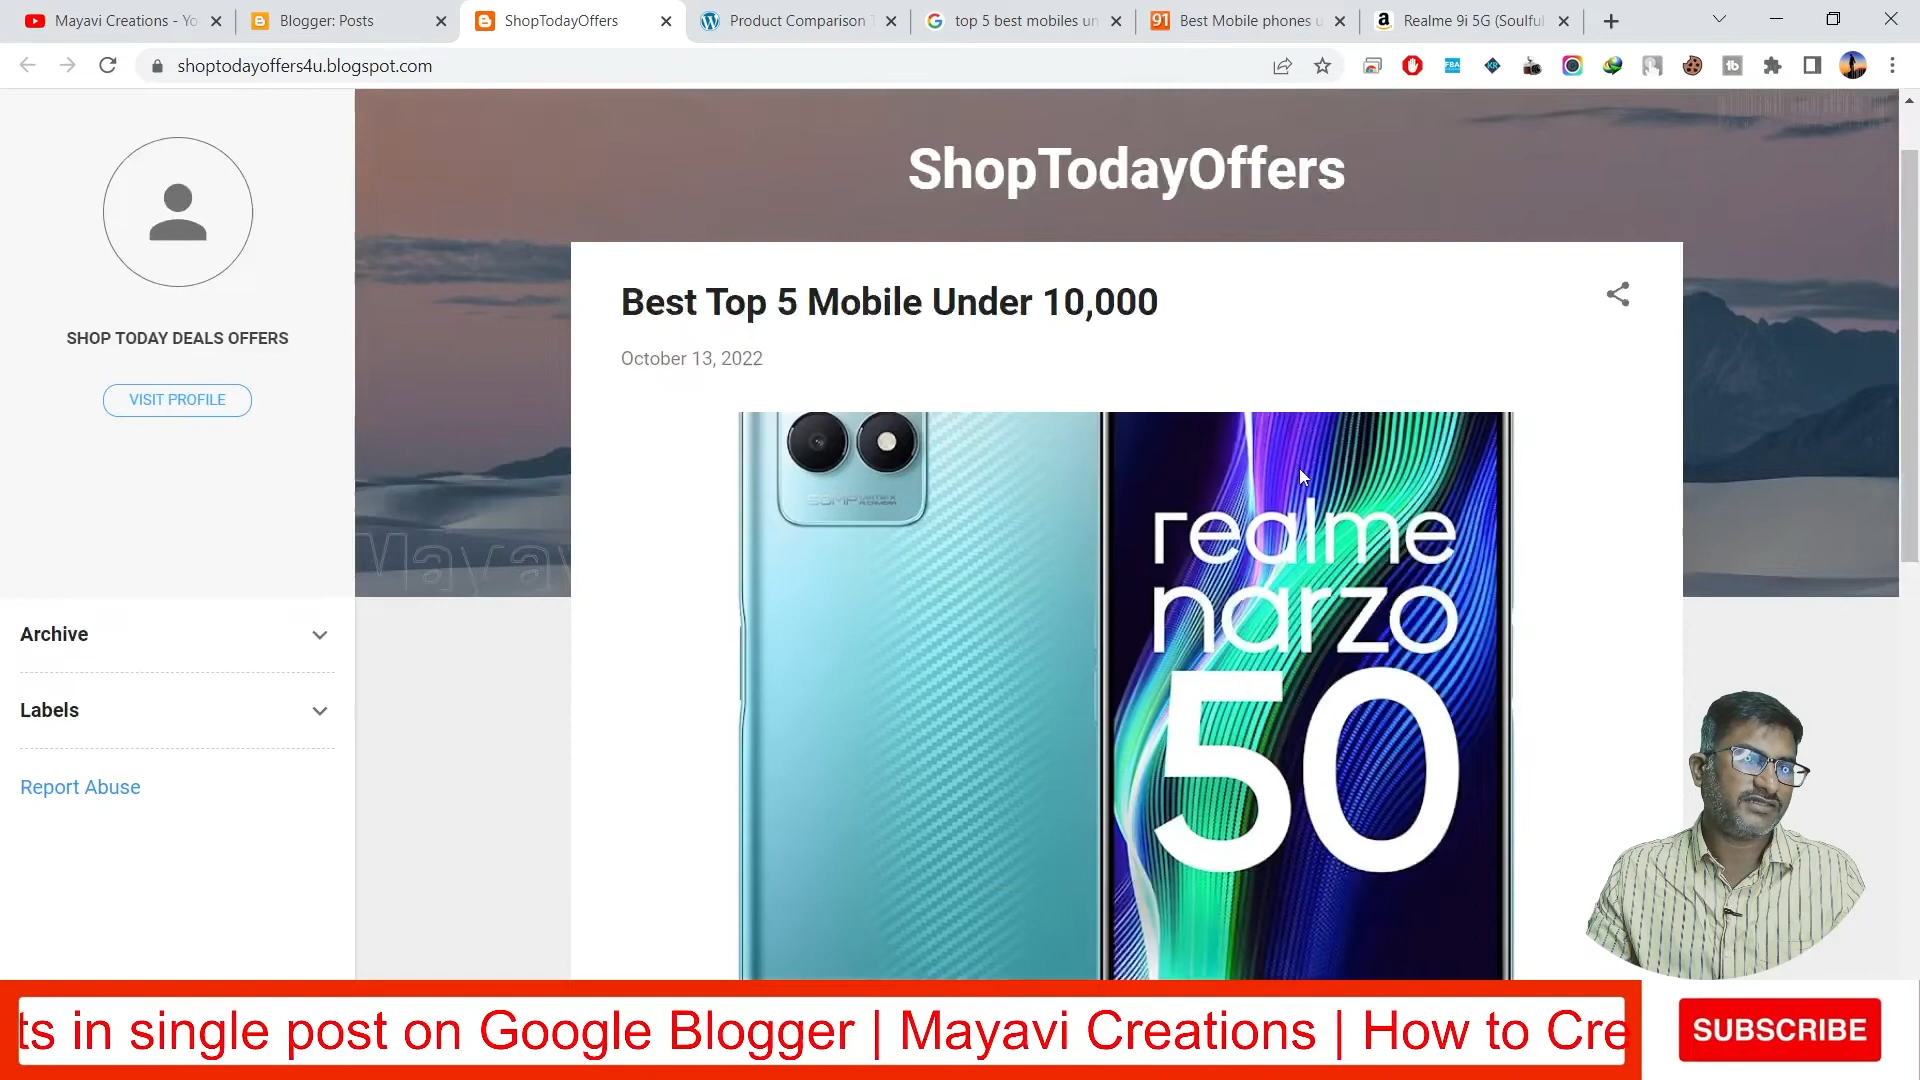 Mayavi Creations - Yo
Blogger: Posts
ShopTodayOffers
Product Comparison T
top 5 best mobiles un
91
Best Mobile phones u
Realme 9i 5G (Soulful
shoptodayoffers4u.blogspot.com
ShopTodayOffers
SHOP TODAY DEALS OFFERS
VISIT PROFILE
Best Top 5 Mobile Under 10,000
October 13, 2022
realme
narzo
50
Archive
Labels
Report Abuse
ts in single post on Google Blogger | Mayavi Creations | How to Cre
SUBSCRIBE